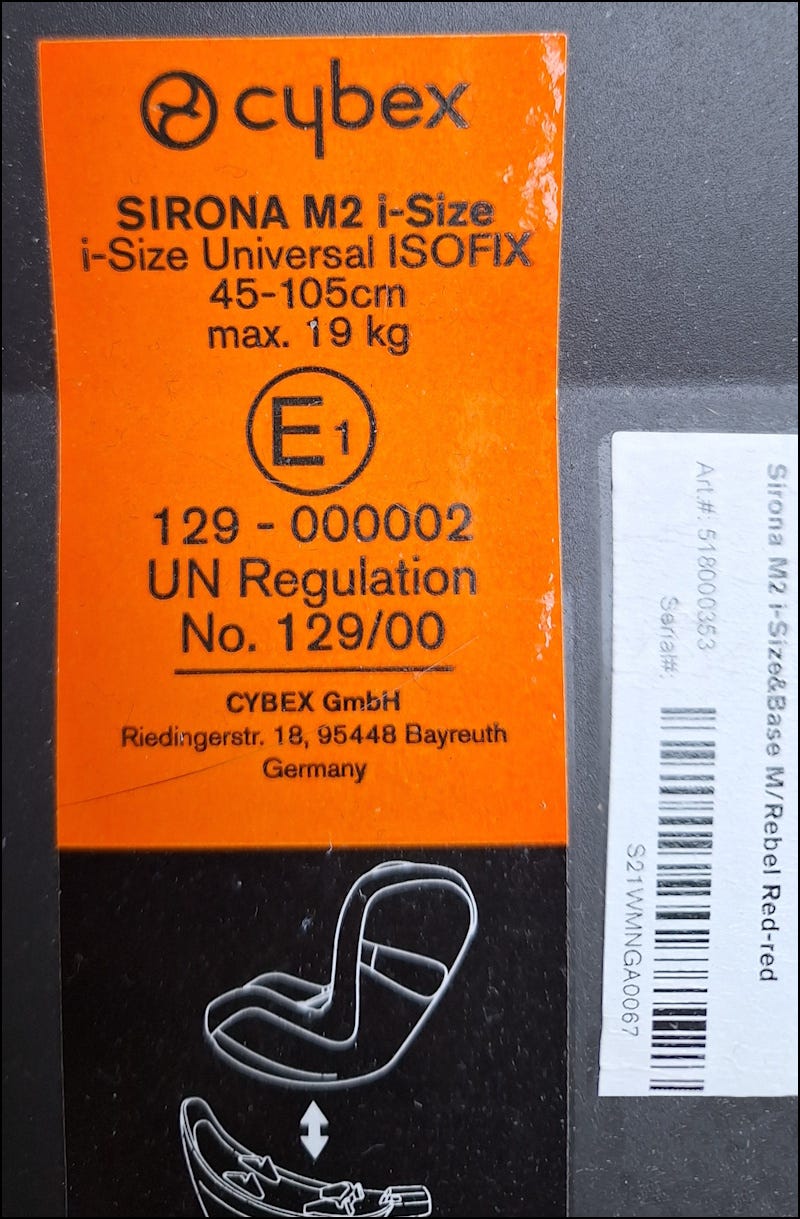 cybex
SIRONA M2 i-Size
i-Size Universal ISOFIX
45-105cm
max. 19 kg
E1
129 - 000002
UN Regulation
No. 129/00
CYBEX GmbH
Riedingerstr. 18, 95448 Bayreuth
Germany
Sirona M2 i-Size&Base M/Rebel Red-red
Art.#: 518000353
Serial#:
S21WMNGA0067